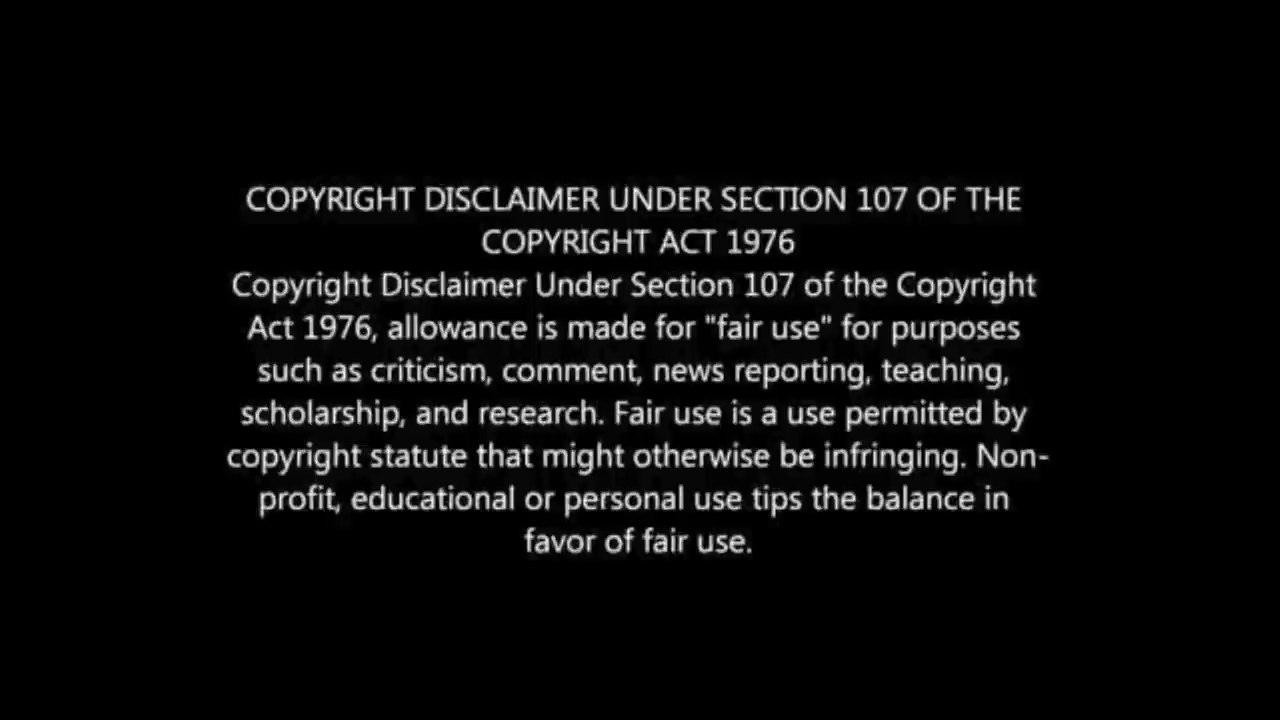 COPYRIGHT DISCLAIMER UNDER SECTION 107 OF THE
COPYRIGHT ACT 1976
Copyright Disclaimer Under Section 107 of the Copyright
Act 1976, allowance is made for "fair use" for purposes
such as criticism, comment, news reporting, teaching,
scholarship, and research. Fair use is a use permitted by
copyright statute that might otherwise be infringing. Non-
profit, educational or personal use tips the balance in
favor of fair use.